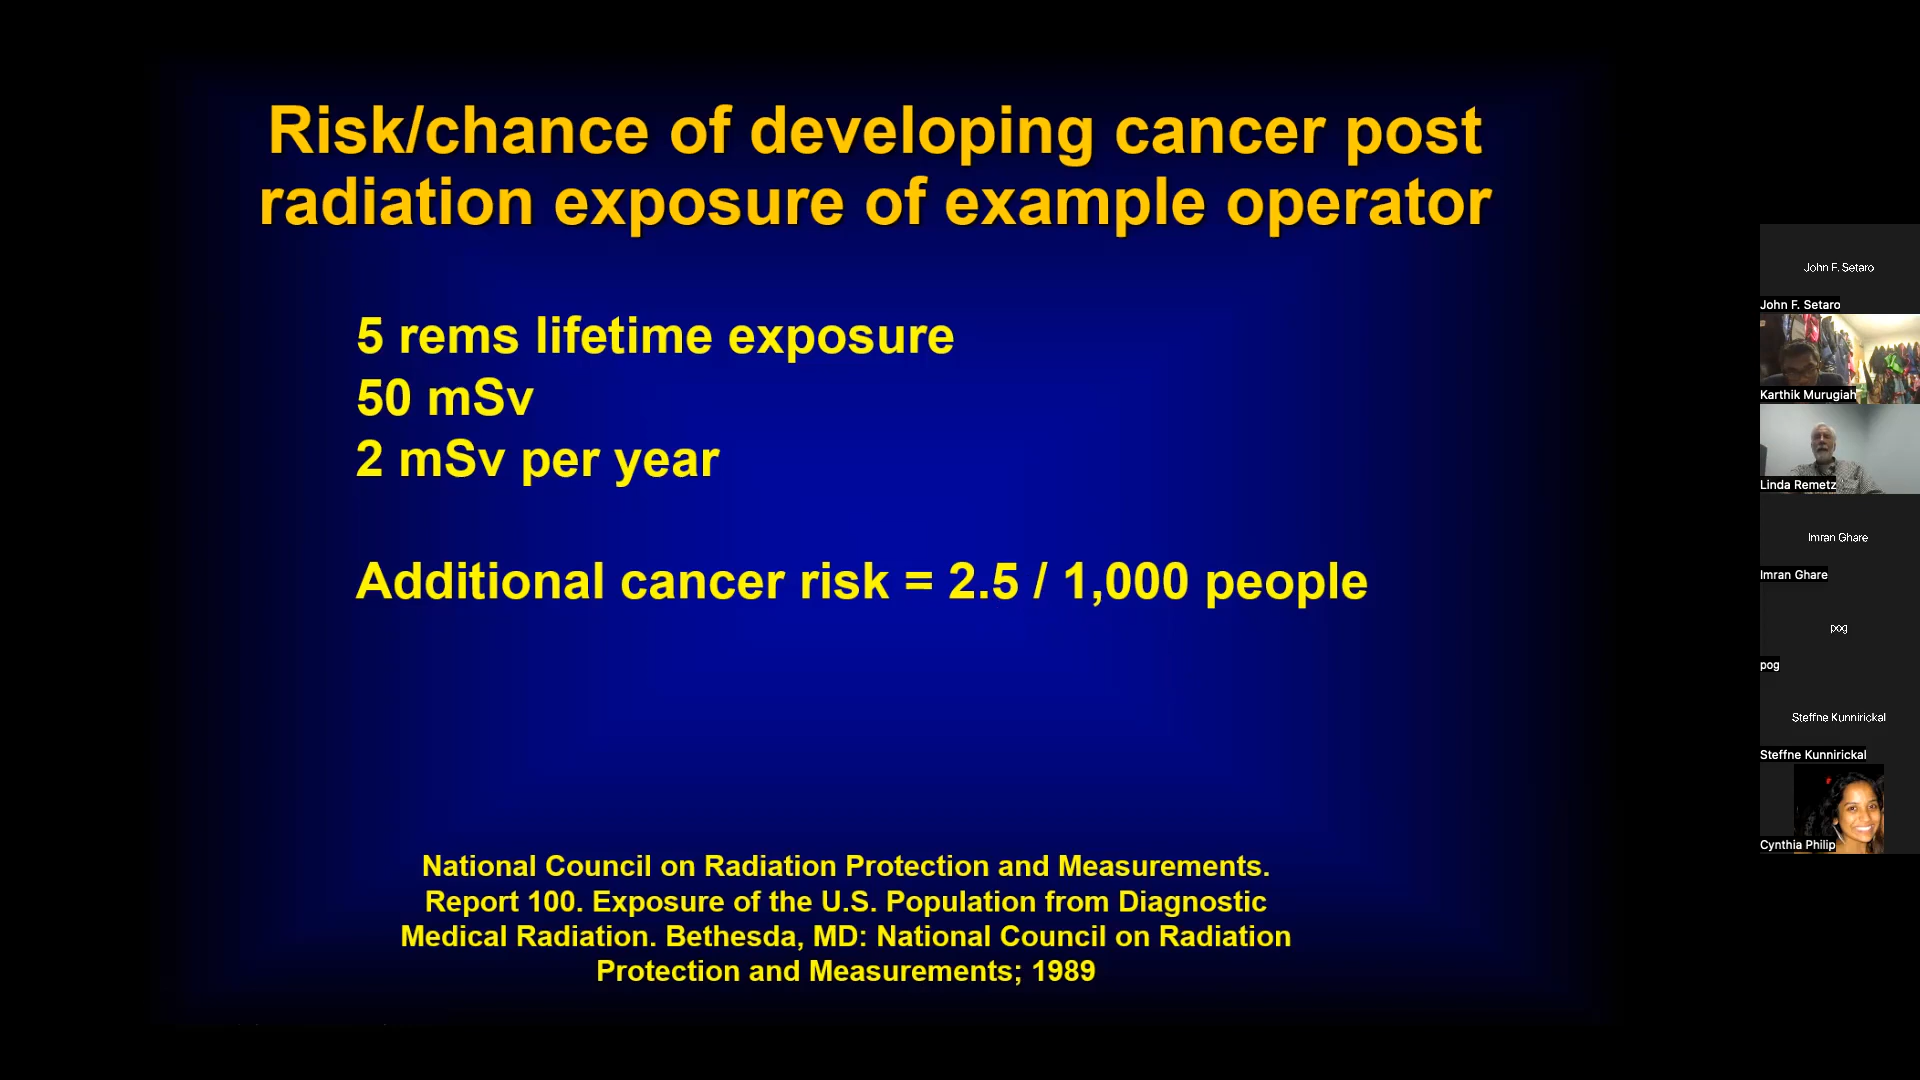 Risk/chance of developing cancer post
radiation exposure of example operator
5 rems lifetime exposure
50 mSv
2 mSv per year
Additional cancer risk = 2.5 / 1,000 people
National Council on Radiation Protection and Measurements.
Report 100. Exposure of the U.S. Population from Diagnostic
Medical Radiation. Bethesda, MD: National Council on Radiation
Protection and Measurements; 1989
John F. Setaro
John F. Setaro
Karthik Murugiah
Linda Remetz
Imran Ghare
Imran Ghare
pog
pog
Steffne Kunnirickal
Steffne Kunnirickal
Cynthia Philip